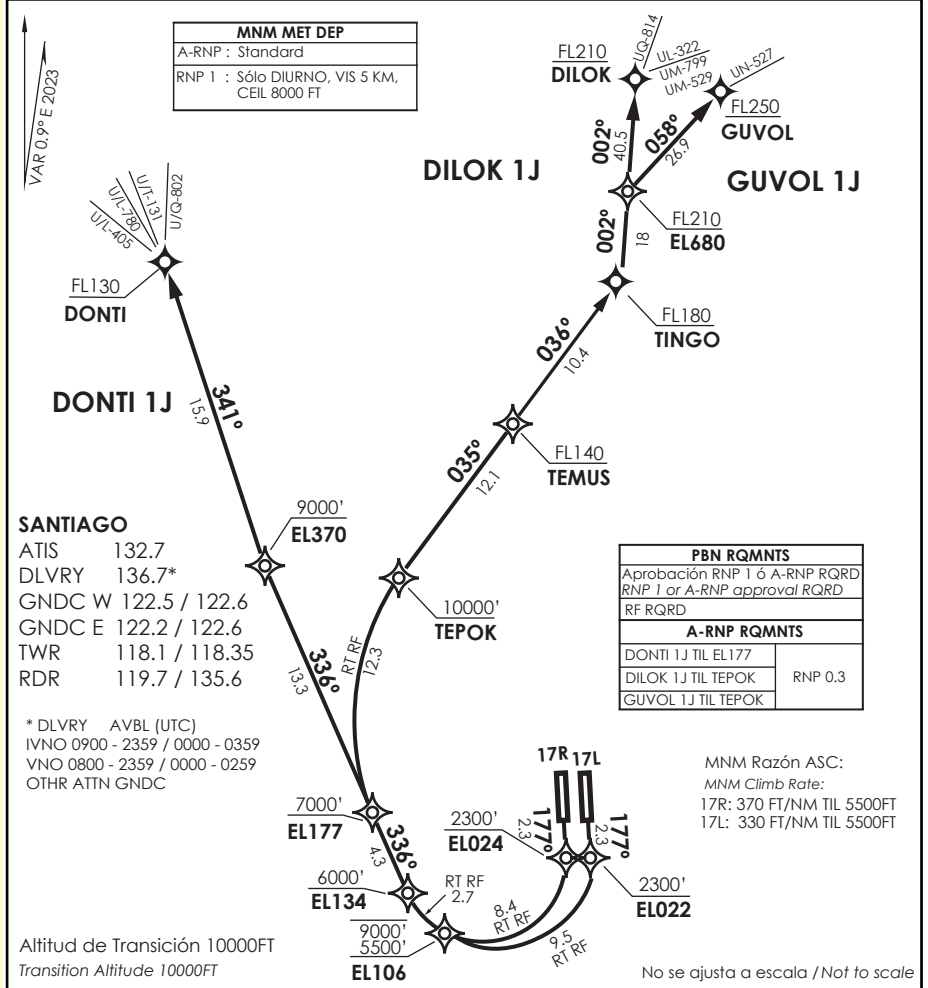 MNM MET DEP
A-RNP : Standard
RNP 1 : Sólo DIURNO, VIS 5 KM,
CEIL 8000 FT
VAR 0.9° E 2023
FL210
DILOK
UQ-814
UL-322
UM-799
UM-529
UN-527
FL250
GUVOL
002°
40.5
058°
26.9
DILOK 1J
GUVOL 1J
FL210
EL680
002°
18
U/L-405
U/L-780
U/T-131
U/Q-802
FL130
DONTI
FL180
TINGO
036°
10.4
DONTI 1J
341°
15.9
FL140
TEMUS
035°
12.1
9000'
EL370
SANTIAGO
ATIS 132.7
DLVRY 136.7*
GNDC W 122.5 / 122.6
GNDC E 122.2 / 122.6
TWR 118.1 / 118.35
RDR 119.7 / 135.6
* DLVRY AVBL (UTC)
IVNO 0900 - 2359 / 0000 - 0359
VNO 0800 - 2359 / 0000 - 0259
OTHR ATTN GNDC
10000'
TEPOK
RT RF
12.3
336°
13.3
PBN RQMNTS
Aprobación RNP 1 ó A-RNP RQRD
RNP 1 or A-RNP approval RQRD
RF RQRD
A-RNP RQMNTS
DONTI 1J TIL EL177
DILOK 1J TIL TEPOK
GUVOL 1J TIL TEPOK
RNP 0.3
17R 17L
MNM Razón ASC:
MNM Climb Rate:
17R: 370 FT/NM TIL 5500FT
17L: 330 FT/NM TIL 5500FT
7000'
EL177
336°
4.3
2300'
EL024
177°
2.3
177°
2.3
2300'
EL022
6000'
EL134
RT RF
2.7
9000'
5500'
EL106
8.4
RT RF
9.5
RT RF
Altitud de Transición 10000FT
Transition Altitude 10000FT
No se ajusta a escala / Not to scale